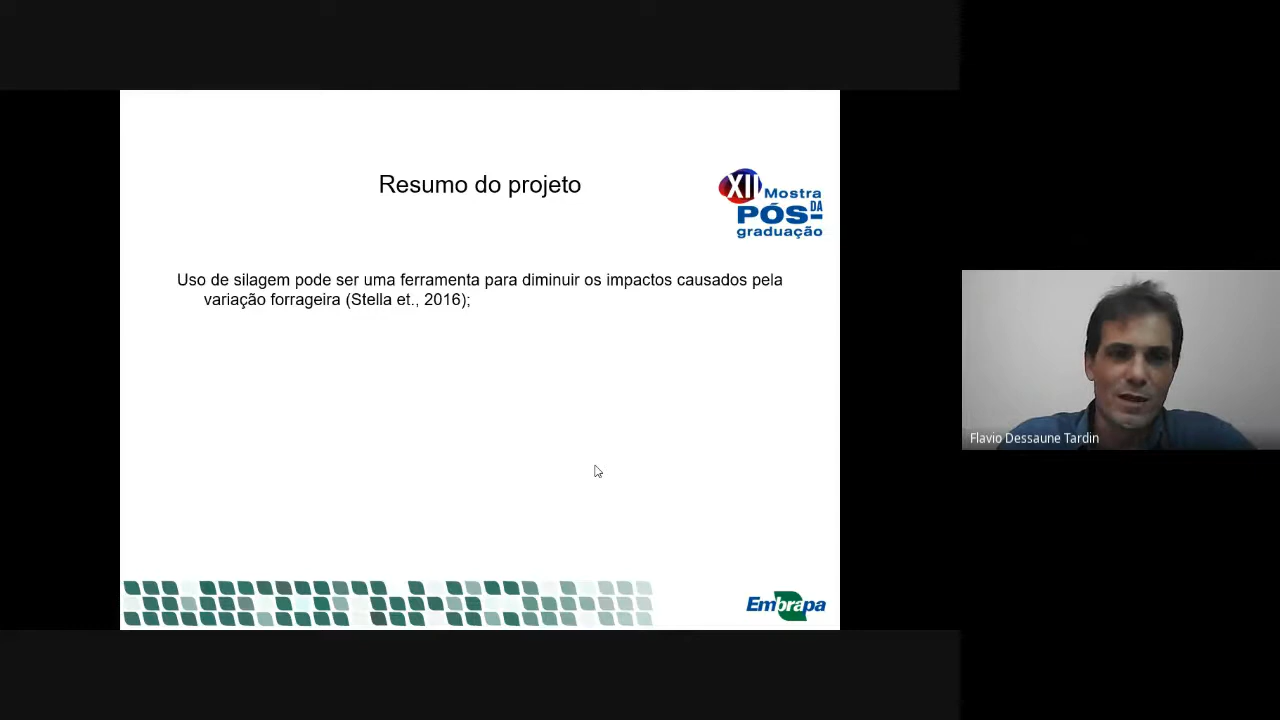 Resumo do projeto
XII Mostra
DA
PÓS-
graduação
Uso de silagem pode ser uma ferramenta para diminuir os impactos causados pela
variação forrageira (Stella et., 2016);
Flavio Dessaune Tardin
Embrapa